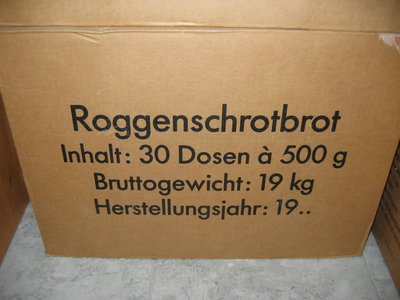 Roggenschrotbrot
Inhalt: 30 Dosen à 500 g
Bruttogewicht: 19 kg
Herstellungsjahr: 19..